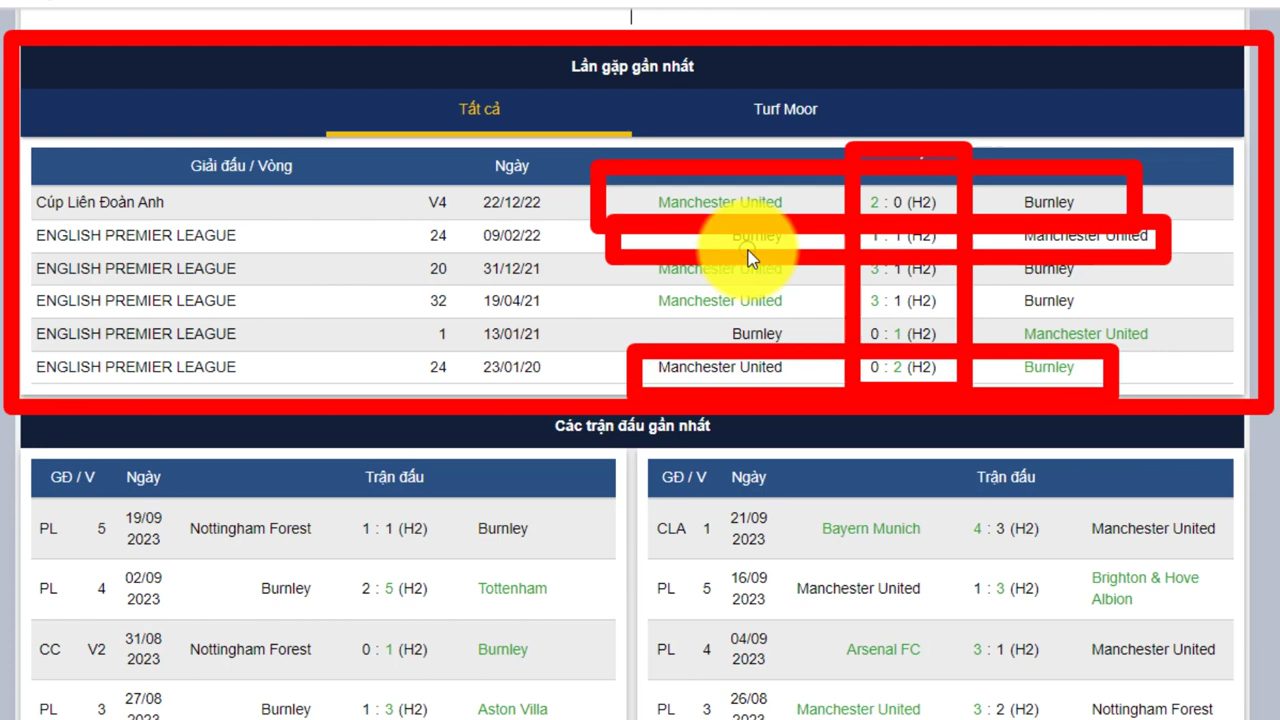 Lần gặp gần nhất
Tất cả Turf Moor
Giải đấu / Vòng Ngày
Cúp Liên Đoàn Anh V4 22/12/22 Manchester United 2 : 0 (H2) Burnley
ENGLISH PREMIER LEAGUE 24 09/02/22 Burnley 1 : 1 (H2) Manchester United
ENGLISH PREMIER LEAGUE 20 31/12/21 Manchester United 3 : 1 (H2) Burnley
ENGLISH PREMIER LEAGUE 32 19/04/21 Manchester United 3 : 1 (H2) Burnley
ENGLISH PREMIER LEAGUE 1 13/01/21 Burnley 0 : 1 (H2) Manchester United
ENGLISH PREMIER LEAGUE 24 23/01/20 Manchester United 0 : 2 (H2) Burnley
Các trận đấu gần nhất
GĐ / V Ngày Trận đấu
PL 5 19/09
2023 Nottingham Forest 1 : 1 (H2) Burnley
PL 4 02/09
2023 Burnley 2 : 5 (H2) Tottenham
CC V2 31/08
2023 Nottingham Forest 0 : 1 (H2) Burnley
PL 3 27/08
2023 Burnley 1 : 3 (H2) Aston Villa
GĐ / V Ngày Trận đấu
CLA 1 21/09
2023 Bayern Munich 4 : 3 (H2) Manchester United
PL 5 16/09
2023 Manchester United 1 : 3 (H2) Brighton & Hove
Albion
PL 4 04/09
2023 Arsenal FC 3 : 1 (H2) Manchester United
PL 3 26/08
2023 Manchester United 3 : 2 (H2) Nottingham Forest